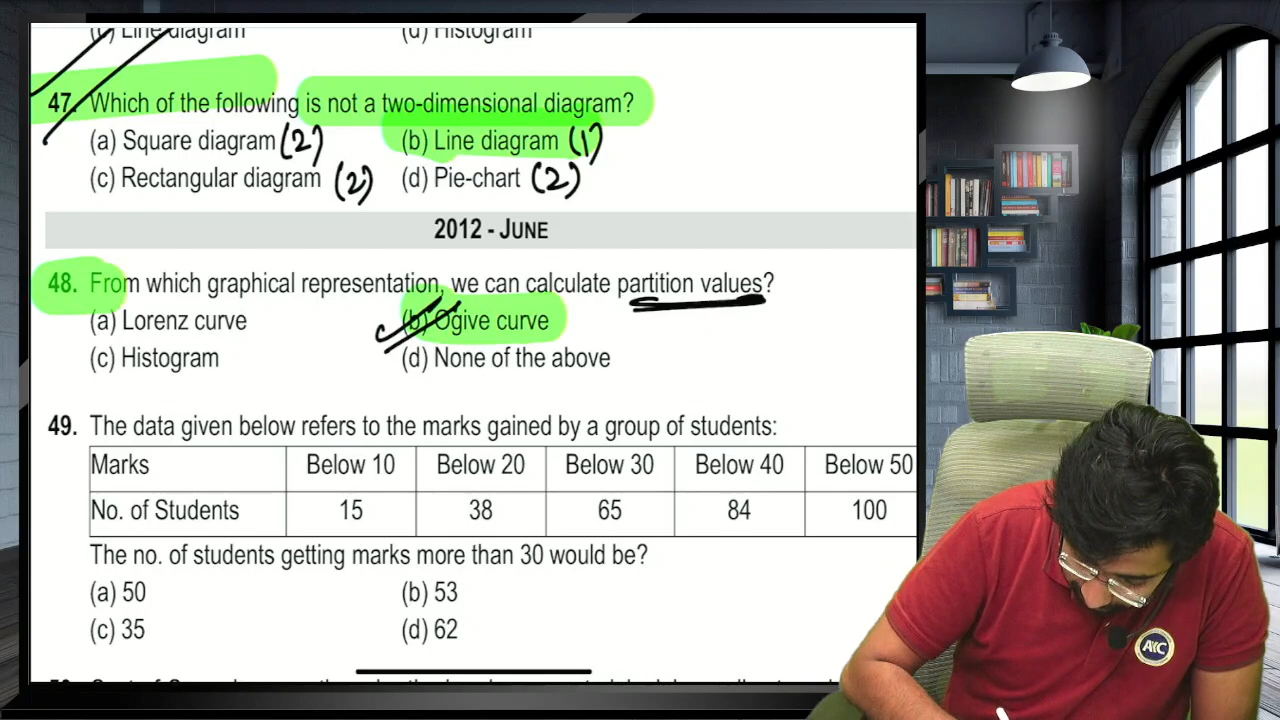 (c) Line diagram (d) Histogram
47. Which of the following is not a two-dimensional diagram?
(a) Square diagram (2) (b) Line diagram (1)
(c) Rectangular diagram (2) (d) Pie-chart (2)
2012 - JUNE
48. From which graphical representation, we can calculate partition values?
(a) Lorenz curve (b) Ogive curve
(c) Histogram (d) None of the above
49. The data given below refers to the marks gained by a group of students:
Marks Below 10 Below 20 Below 30 Below 40 Below 50
No. of Students 15 38 65 84 100
The no. of students getting marks more than 30 would be?
(a) 50 (b) 53
(c) 35 (d) 62
AKC